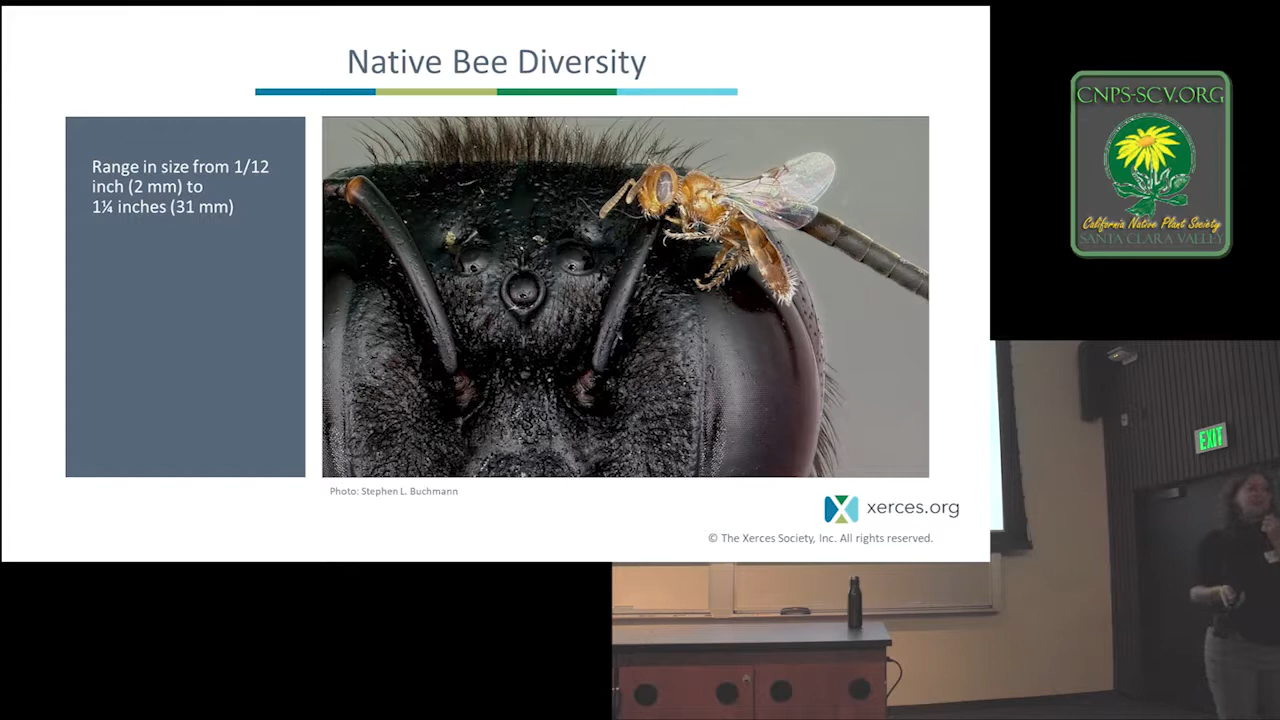 Native Bee Diversity
Range in size from 1/12
inch (2 mm) to
1¼ inches (31 mm)
Photo: Stephen L. Buchmann
xerces.org
© The Xerces Society, Inc. All rights reserved.
CNPS-SCV.ORG
California Native Plant Society
SANTA CLARA VALLEY
EXIT